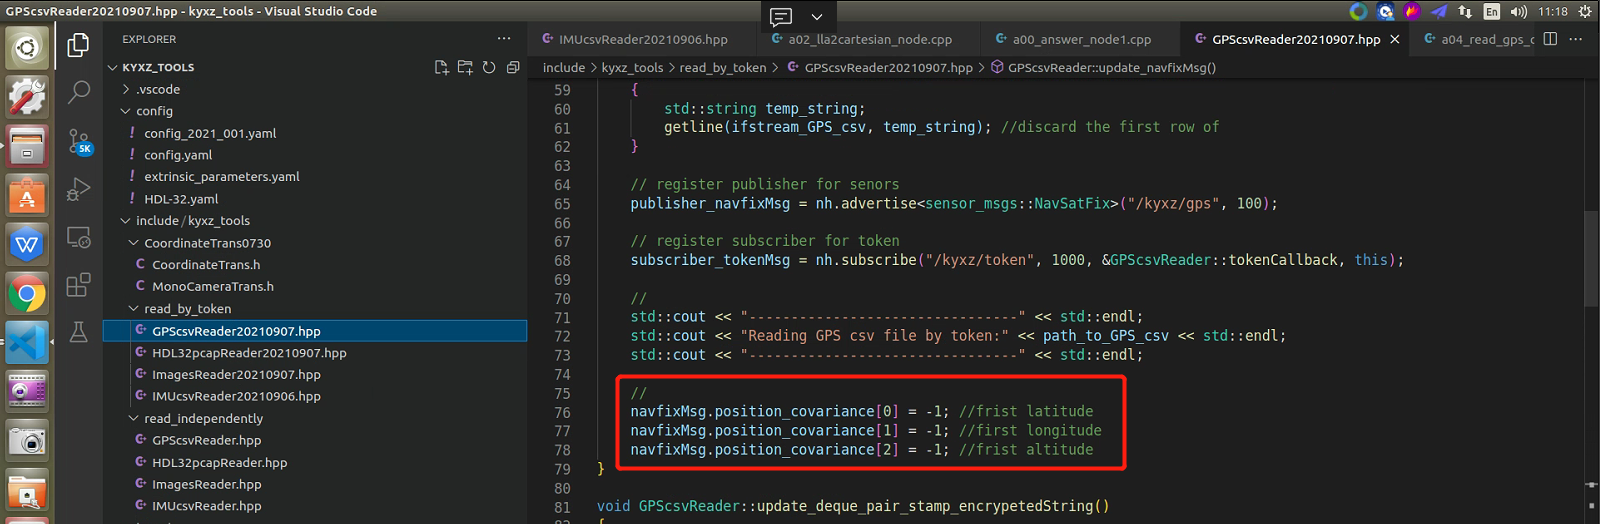 GPScsvReader20210907.hpp - kyxz_tools - Visual Studio Code
En
11:18
EXPLORER
KYXZ_TOOLS
.vscode
config
config_2021_001.yaml
config.yaml
extrinsic_parameters.yaml
HDL-32.yaml
include/kyxz_tools
CoordinateTrans0730
C CoordinateTrans.h
C MonoCameraTrans.h
read_by_token
GPScsvReader20210907.hpp
HDL32pcapReader20210907.hpp
ImagesReader20210907.hpp
IMUcsvReader20210906.hpp
read_independently
GPScsvReader.hpp
HDL32pcapReader.hpp
ImagesReader.hpp
IMUcsvReader.hpp
5K
IMUcsvReader20210906.hpp
a02_lla2cartesian_node.cpp
a00_answer_node1.cpp
GPScsvReader20210907.hpp
a04_read_gps_c
include > kyxz_tools > read_by_token > GPScsvReader20210907.hpp > GPScsvReader::update_navfixMsg()
59 {
60 std::string temp_string;
61 getline(ifstream_GPS_csv, temp_string); //discard the first row of
62 }
63
64 // register publisher for senors
65 publisher_navfixMsg = nh.advertise<sensor_msgs::NavSatFix>("/kyxz/gps", 100);
66
67 // register subscriber for token
68 subscriber_tokenMsg = nh.subscribe("/kyxz/token", 1000, &GPScsvReader::tokenCallback, this);
69
70 //
71 std::cout << "--------------------------------" << std::endl;
72 std::cout << "Reading GPS csv file by token:" << path_to_GPS_csv << std::endl;
73 std::cout << "--------------------------------" << std::endl;
74
75 //
76 navfixMsg.position_covariance[0] = -1; //frist latitude
77 navfixMsg.position_covariance[1] = -1; //first longitude
78 navfixMsg.position_covariance[2] = -1; //frist altitude
79 }
80
81 void GPScsvReader::update_deque_pair_stamp_encrypetedString()